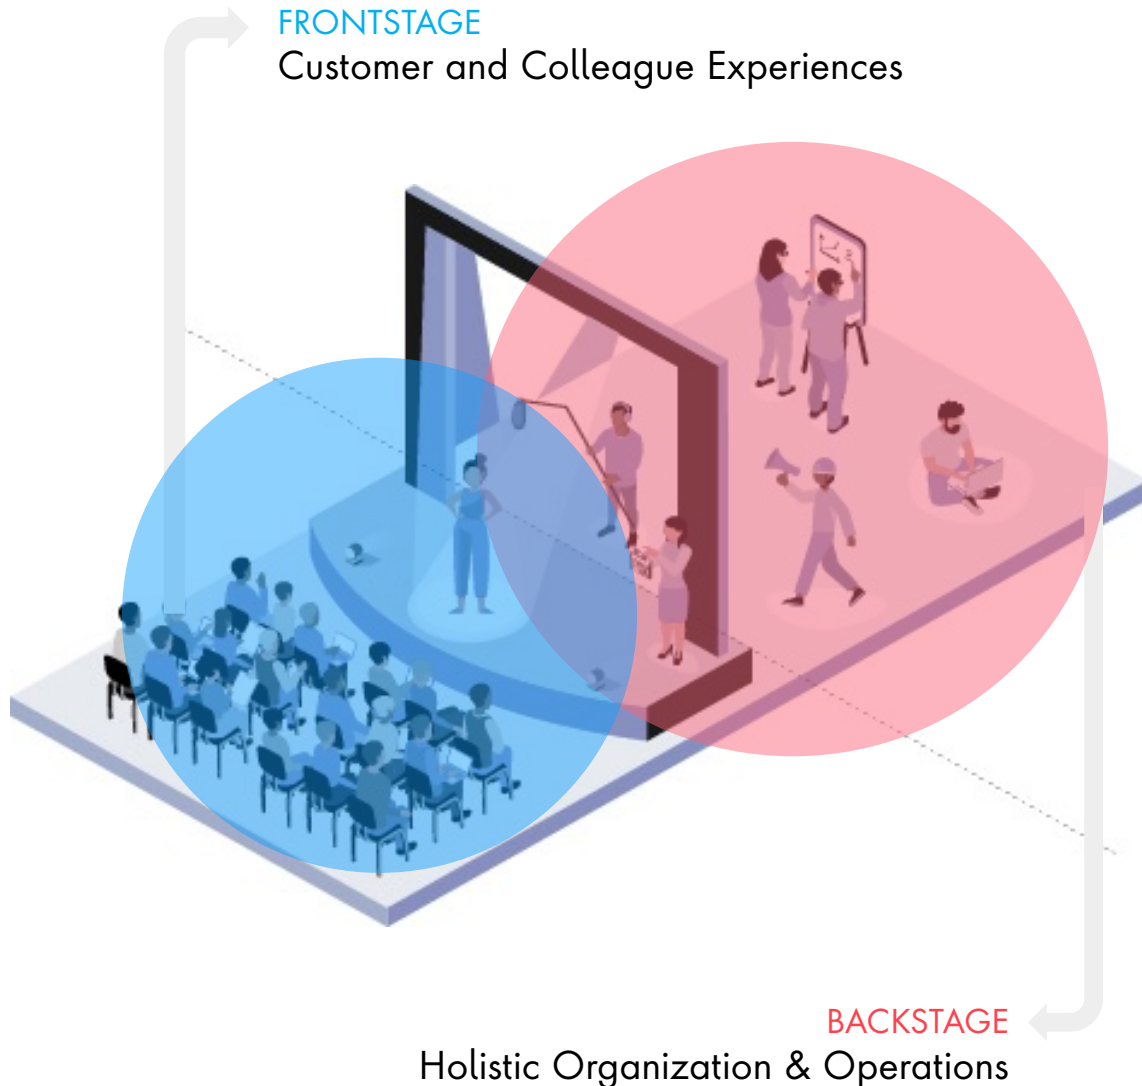 FRONTSTAGE
Customer and Colleague Experiences
BACKSTAGE
Holistic Organization & Operations